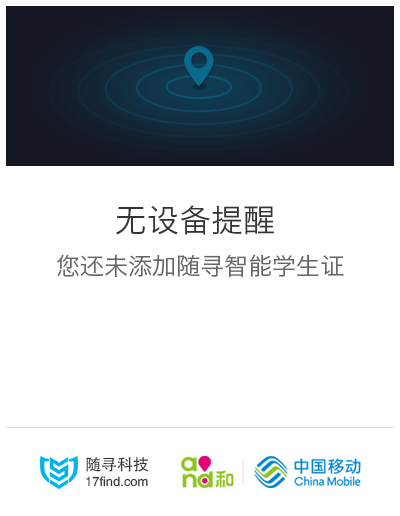 无设备提醒
您还未添加随寻智能学生证
随寻科技
17find.com
and和
中国移动
China Mobile